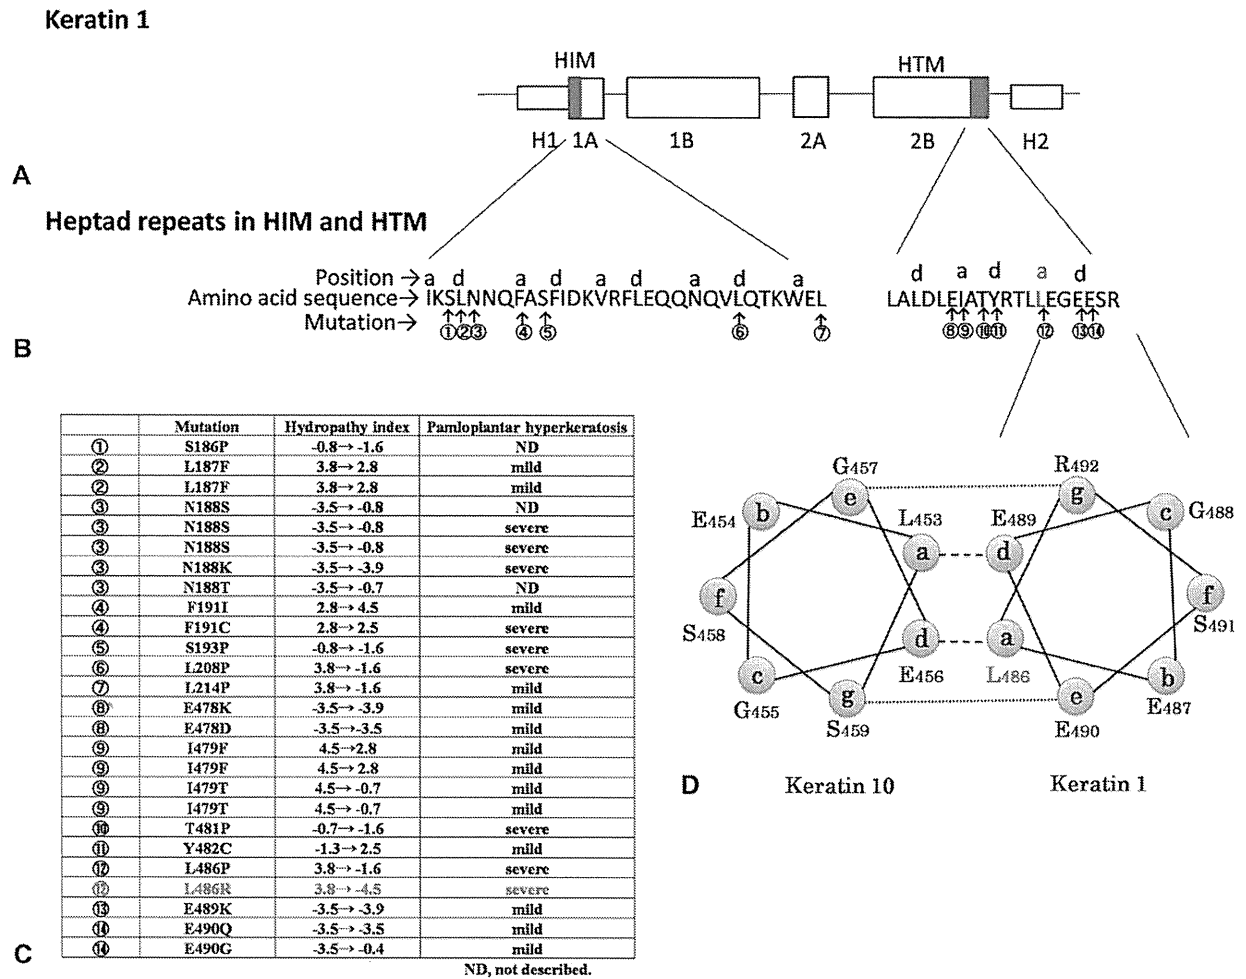 Keratin 1
HIM HTM
H1 1A 1B 2A 2B H2
A
Heptad repeats in HIM and HTM
Position → a d a d a d a d a d a d a d
Amino acid sequence → IKSLNNQFASFIDKVRFLEQQNQVLQTKWEL LALDLEIATYRTLLEGEESR
Mutation → ① ② ③ ④ ⑤ ⑥ ⑦ ⑧ ⑨ ⑩ ⑪ ⑫ ⑬ ⑭
B
Mutation Hydropathy index Pamloplantar hyperkeratosis
① S186P -0.8→ -1.6 ND
② L187F 3.8→ 2.8 mild
② L187F 3.8→ 2.8 mild
③ N188S -3.5→ -0.8 ND
③ N188S -3.5→ -0.8 severe
③ N188S -3.5→ -0.8 severe
③ N188K -3.5→ -3.9 severe
③ N188T -3.5→ -0.7 ND
④ F191I 2.8→ 4.5 mild
④ F191C 2.8→ 2.5 severe
⑤ S193P -0.8→ -1.6 severe
⑥ L208P 3.8→ -1.6 severe
⑦ L214P 3.8→ -1.6 mild
⑧ E478K -3.5→ -3.9 mild
⑧ E478D -3.5→ -3.5 mild
⑨ I479F 4.5→ 2.8 mild
⑨ I479F 4.5→ 2.8 mild
⑨ I479T 4.5→ -0.7 mild
⑨ I479T 4.5→ -0.7 mild
⑩ T481P -0.7→ -1.6 severe
⑪ Y482C -1.3→ 2.5 mild
⑫ L486P 3.8→ -1.6 severe
⑫ L486R 3.8→ -4.5 severe
⑬ E489K -3.5→ -3.9 mild
⑭ E490Q -3.5→ -3.5 mild
⑭ E490G -3.5→ -0.4 mild
C
ND, not described.
G457 R492
e g
E454 b L453 E489 c G488
a d
f f
S458 S491
d a
c E456 L486 b
G455 g e E487
S459 E490
D Keratin 10 Keratin 1